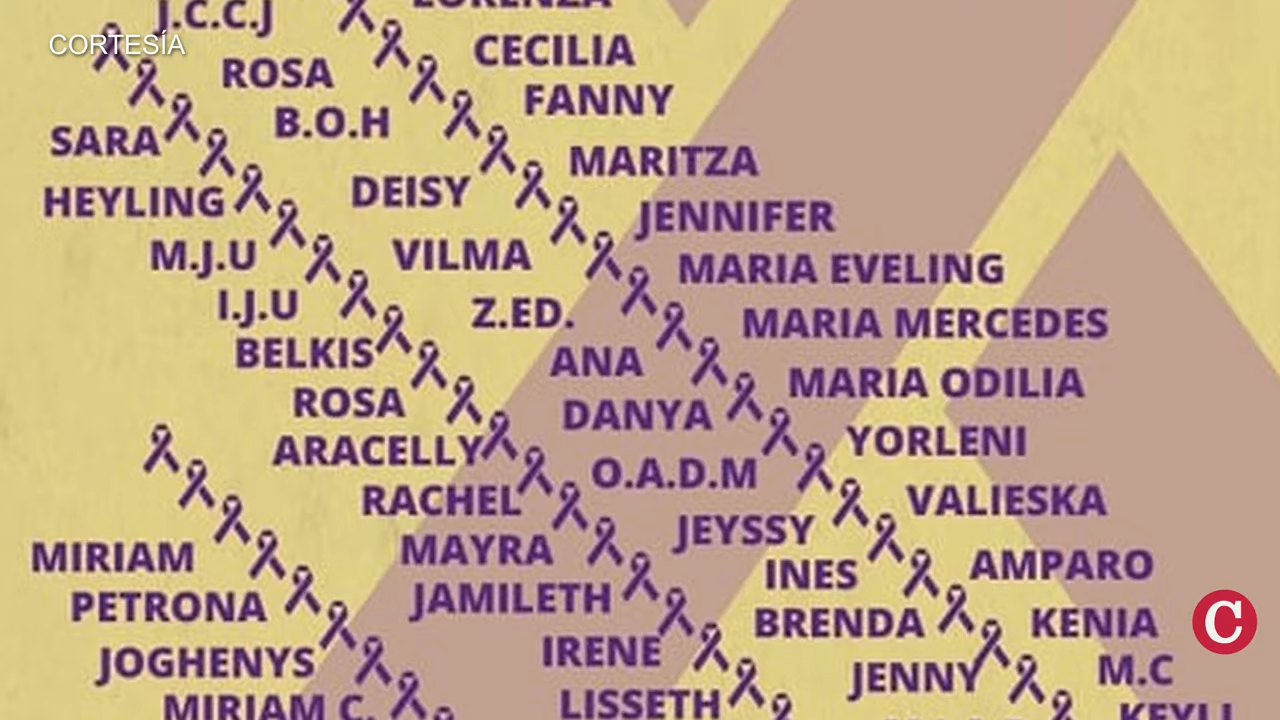 J.C.C.J
LORENZA
CORTESÍA
CECILIA
ROSA
FANNY
B.O.H
SARA
MARITZA
DEISY
HEYLING
JENNIFER
M.J.U
VILMA
MARIA EVELING
I.J.U
Z.ED.
MARIA MERCEDES
BELKIS
ANA
MARIA ODILIA
ROSA
DANYA
YORLENI
ARACELLY
O.A.D.M
RACHEL
VALIESKA
JEYSSY
MAYRA
MIRIAM
AMPARO
INES
JAMILETH
PETRONA
BRENDA
KENIA
IRENE
JOGHENYS
M.C
JENNY
LISSETH
MIRIAM C.
C